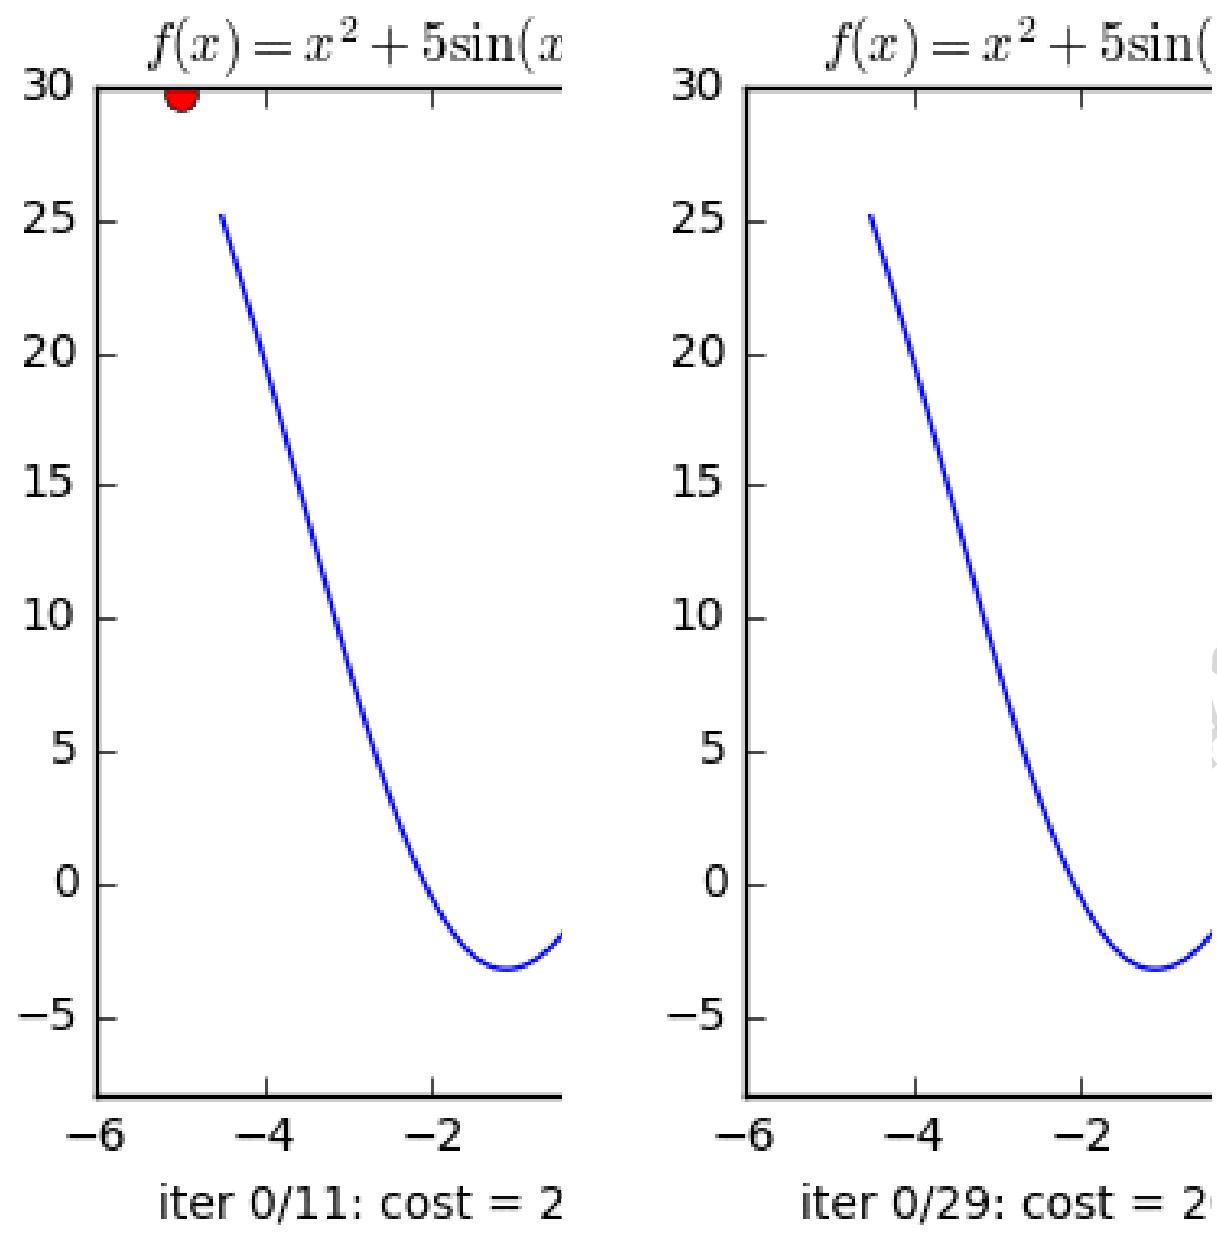 f(x) = x² + 5sin(x
30
25
20
15
10
5
0
−5
−6 −4 −2
iter 0/11: cost = 2
f(x) = x² + 5sin(
30
25
20
15
10
5
0
−5
−6 −4 −2
iter 0/29: cost = 2